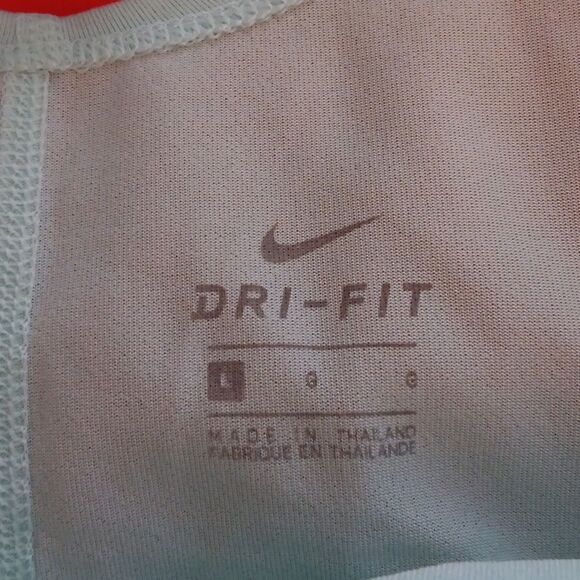 DRI-FIT
L G G
MADE IN THAILAND
FABRIQUE EN THAILANDE